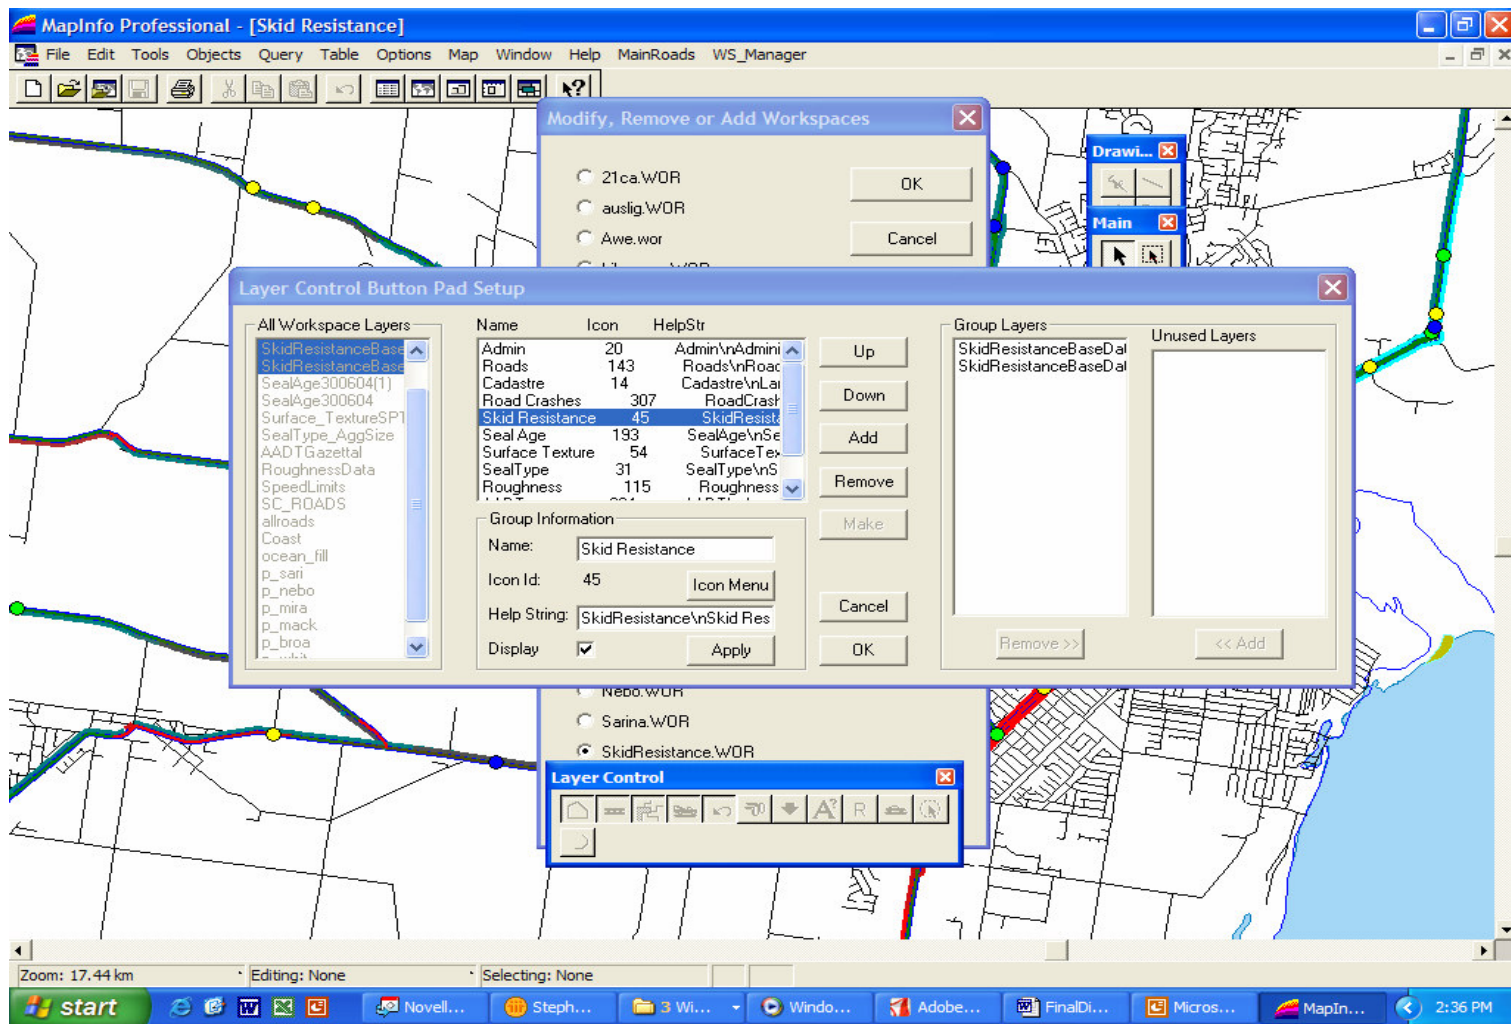 MapInfo Professional - [Skid Resistance]
File Edit Tools Objects Query Table Options Map Window Help MainRoads WS_Manager
Modify, Remove or Add Workspaces
21ca.WOR
auslig.WOR
Awe.wor
OK
Cancel
Drawi...
Main
Layer Control Button Pad Setup
All Workspace Layers
SkidResistanceBase
SkidResistanceBase
SealAge300604(1)
SealAge300604
Surface_TextureSPT
SealType_AggSize
AADTGazettal
RoughnessData
SpeedLimits
SC_ROADS
allroads
Coast
ocean_fill
p_sari
p_nebo
p_mira
p_mack
p_broa
Name Icon HelpStr
Admin 20 Admin\nAdmini
Roads 143 Roads\nRoac
Cadastre 14 Cadastre\nLar
Road Crashes 307 RoadCrash
Skid Resistance 45 SkidResista
Seal Age 193 SealAge\nSe
Surface Texture 54 SurfaceTex
SealType 31 SealType\nS
Roughness 115 Roughness
Group Information
Name: Skid Resistance
Icon Id: 45 Icon Menu
Help String: SkidResistance\nSkid Res
Display Apply
Up
Down
Add
Remove
Make
Cancel
OK
Group Layers
SkidResistanceBaseDat
SkidResistanceBaseDat
Remove >>
Unused Layers
<< Add
Nebo.WOR
Sarina.WOR
SkidResistance.WOR
Layer Control
A? R
Zoom: 17.44 km Editing: None Selecting: None
start Novell... Steph... 3 Wi... Windo... Adobe... FinalDi... Micros... MapIn... 2:36 PM